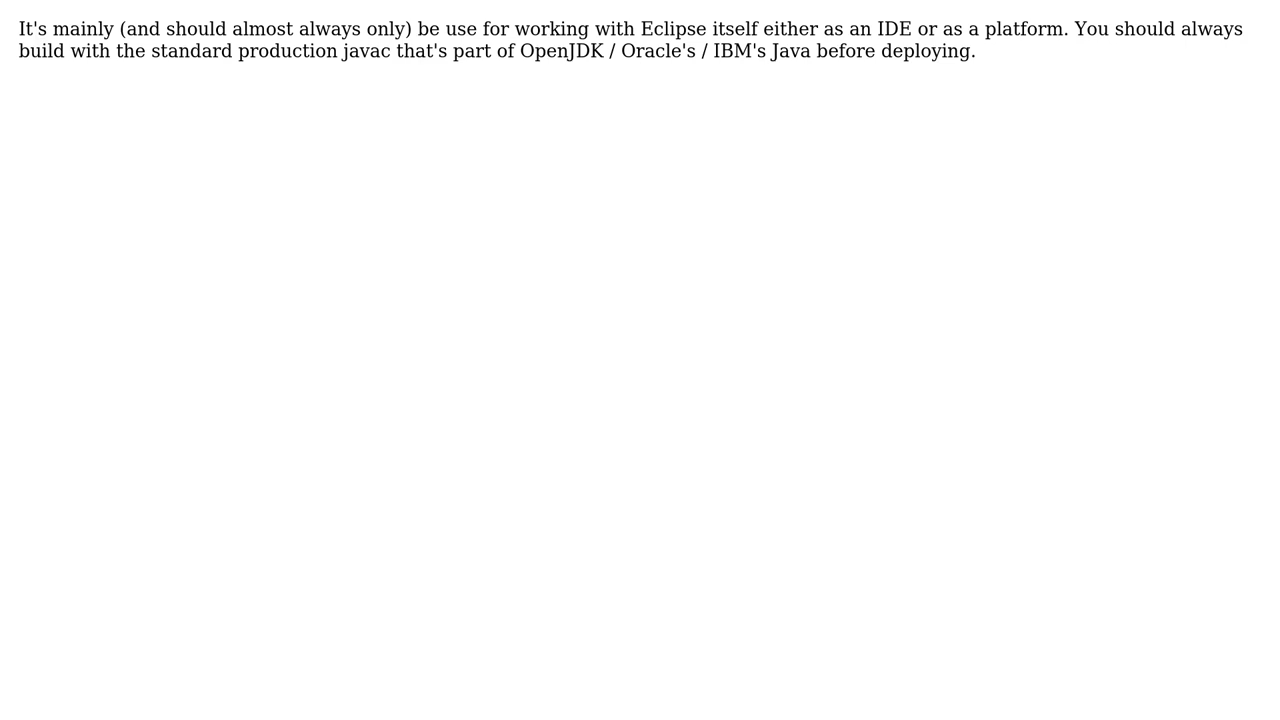 It's mainly (and should almost always only) be use for working with Eclipse itself either as an IDE or as a platform. You should always
build with the standard production javac that's part of OpenJDK / Oracle's / IBM's Java before deploying.